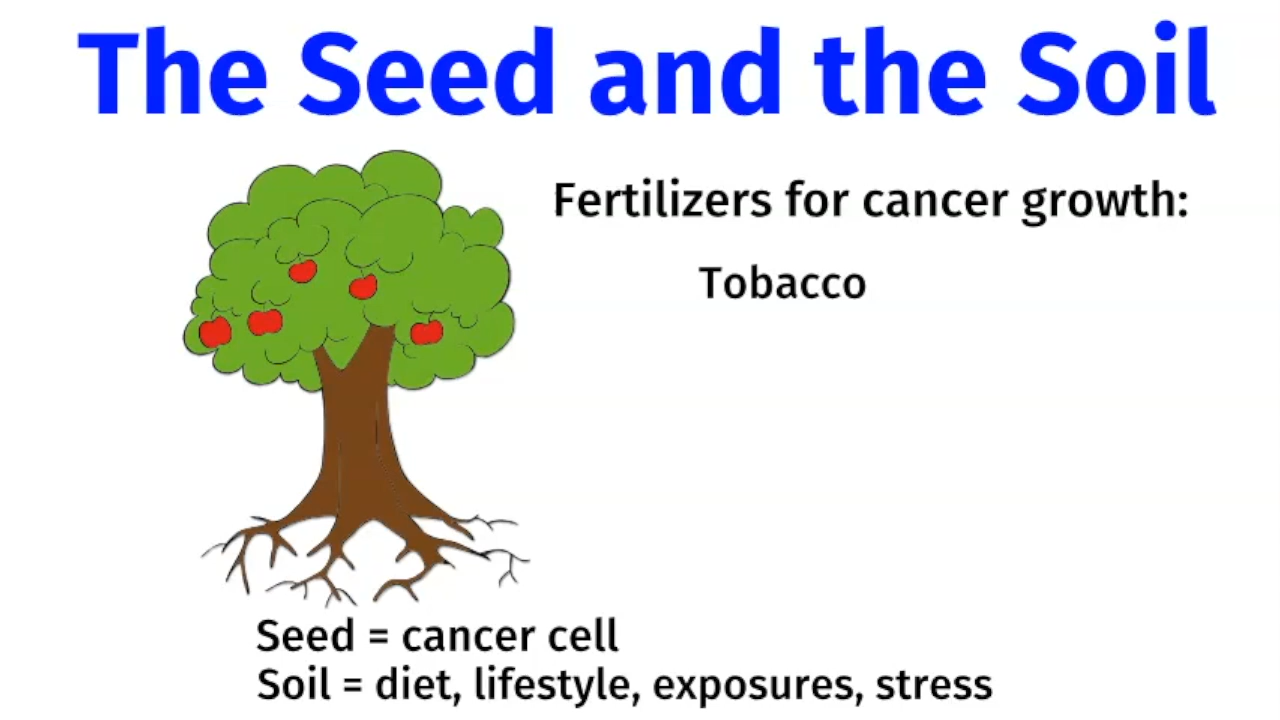 The Seed and the Soil
Fertilizers for cancer growth:
Tobacco
Seed = cancer cell
Soil = diet, lifestyle, exposures, stress